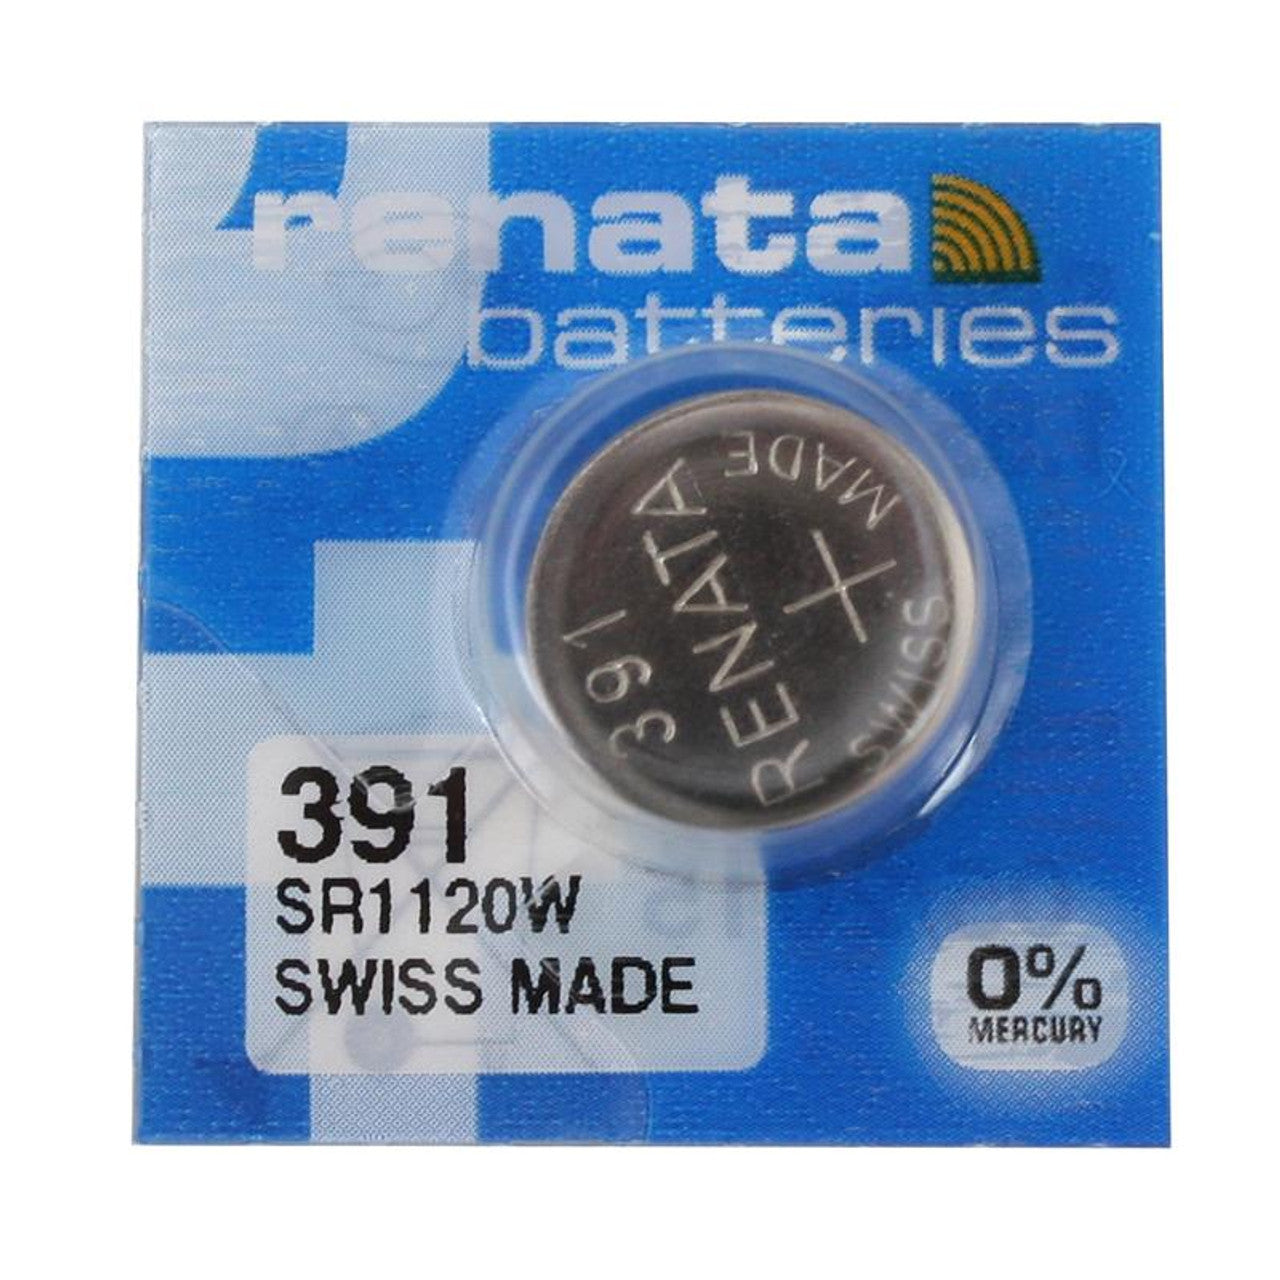 renata
batteries
MADE
SWISS
RENATA
391
+
391
SR1120W
SWISS MADE
0%
MERCURY